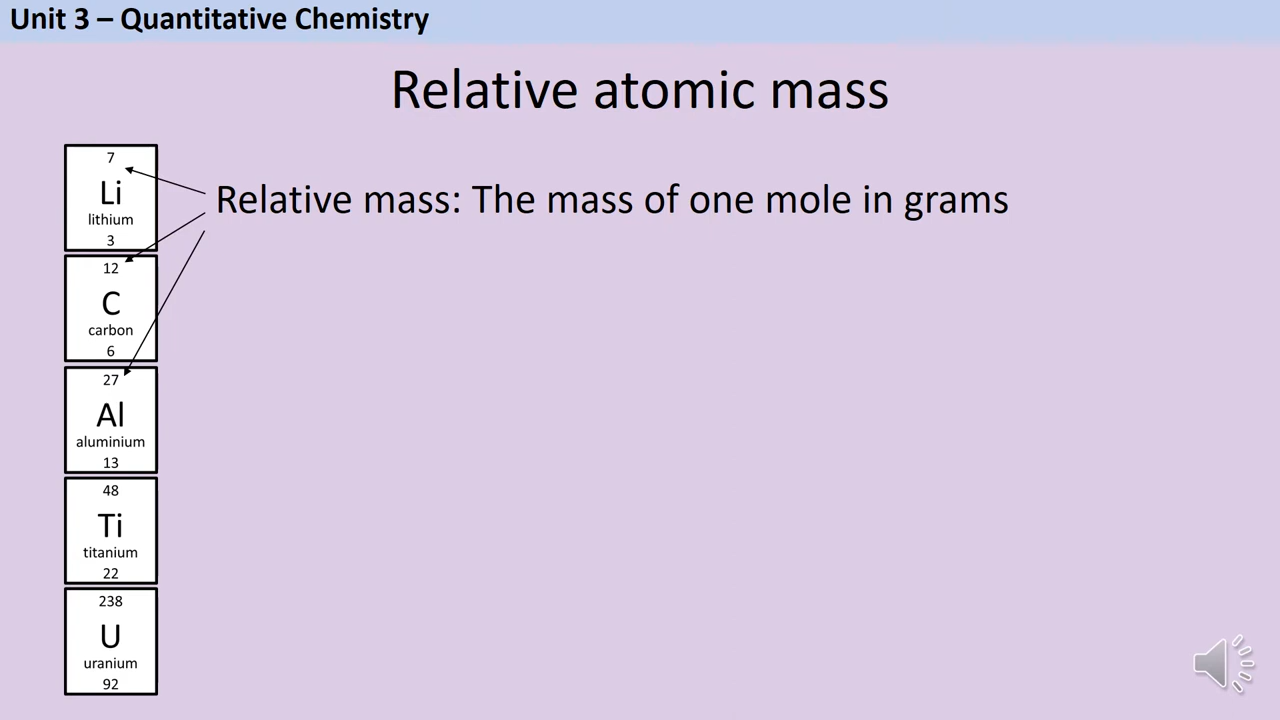 Unit 3 – Quantitative Chemistry
Relative atomic mass
Relative mass: The mass of one mole in grams
7
Li
lithium
3
12
C
carbon
6
27
Al
aluminium
13
48
Ti
titanium
22
238
U
uranium
92